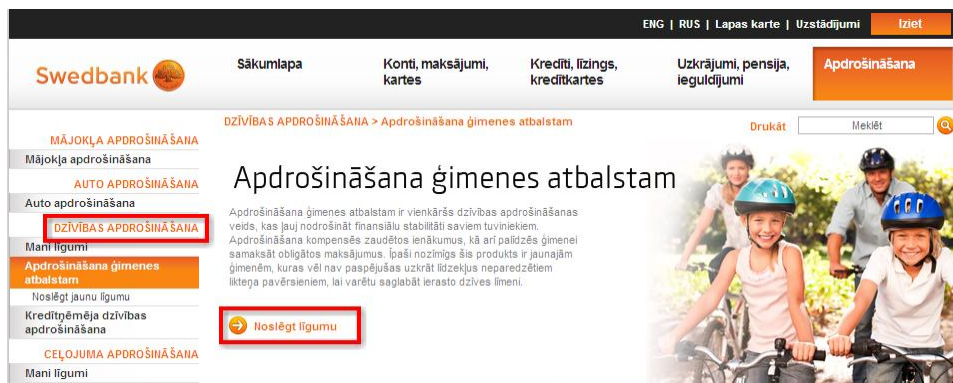 ENG | RUS | Lapas karte | Uzstādījumi Iziet
Swedbank
Sākumlapa
Konti, maksājumi,
kartes
Kredīti, līzings,
kredītkartes
Uzkrājumi, pensija,
ieguldījumi
Apdrošināšana
MĀJOKĻA APDROŠINĀŠANA
Mājokļa apdrošināšana
AUTO APDROŠINĀŠANA
Auto apdrošināšana
DZĪVĪBAS APDROŠINĀŠANA
Mani līgumi
Apdrošināšana ģimenes
atbalstam
Noslēgt jaunu līgumu
Kredītņēmēja dzīvības
apdrošināšana
CEĻOJUMA APDROŠINĀŠANA
Mani līgumi
DZĪVĪBAS APDROŠINĀŠANA > Apdrošināšana ģimenes atbalstam
Drukāt
Meklēt
Apdrošināšana ģimenes atbalstam
Apdrošināšana ģimenes atbalstam ir vienkāršs dzīvības apdrošināšanas
veids, kas ļauj nodrošināt finansiālu stabilitāti saviem tuviniekiem.
Apdrošināšana kompensēs zaudētos ienākumus, kā arī palīdzēs ģimenei
samaksāt obligātos maksājumus. Īpaši nozīmīgs šis produkts ir jaunajām
ģimenēm, kuras vēl nav paspējušas uzkrāt līdzekļus neparedzētiem
likteņa pavērsieniem, lai varētu saglabāt ierasto dzīves līmeni.
Noslēgt līgumu